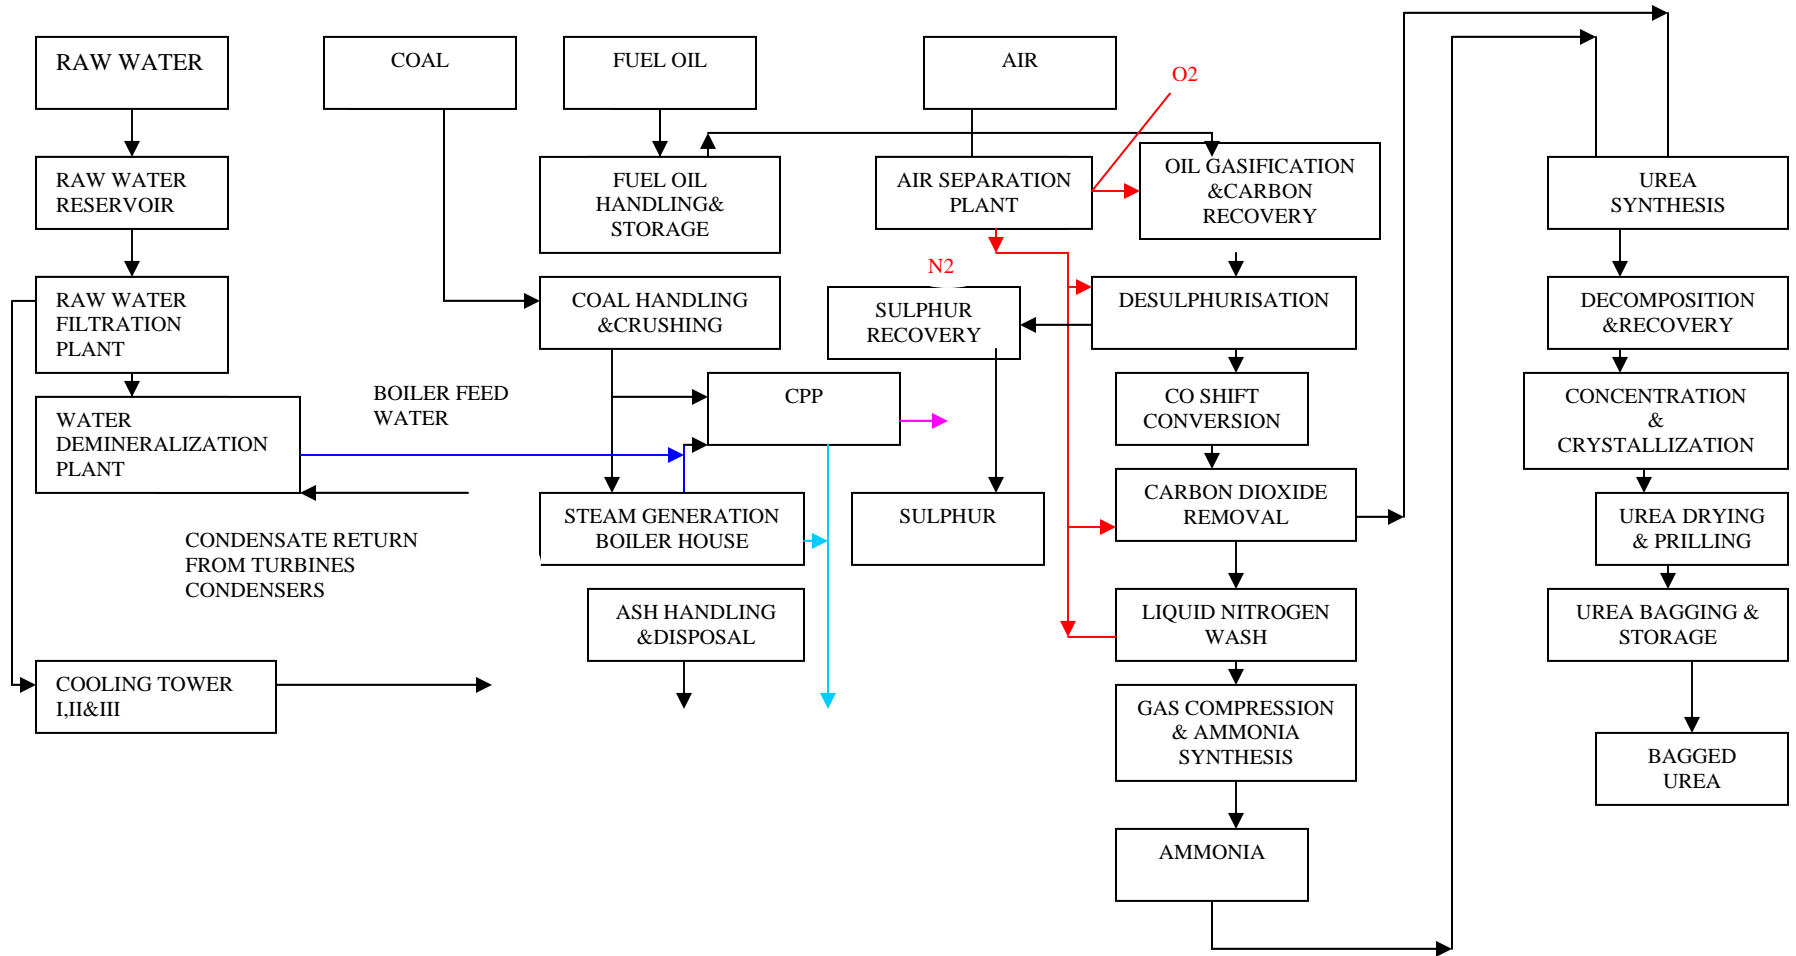 RAW WATER
COAL
FUEL OIL
AIR
O2
RAW WATER
RESERVOIR
FUEL OIL
HANDLING&
STORAGE
AIR SEPARATION
PLANT
OIL GASIFICATION
&CARBON
RECOVERY
UREA
SYNTHESIS
N2
RAW WATER
FILTRATION
PLANT
COAL HANDLING
&CRUSHING
SULPHUR
RECOVERY
DESULPHURISATION
DECOMPOSITION
&RECOVERY
BOILER FEED
WATER
CPP
CO SHIFT
CONVERSION
CONCENTRATION
&
CRYSTALLIZATION
WATER
DEMINERALIZATION
PLANT
STEAM GENERATION
BOILER HOUSE
SULPHUR
CARBON DIOXIDE
REMOVAL
UREA DRYING
& PRILLING
CONDENSATE RETURN
FROM TURBINES
CONDENSERS
ASH HANDLING
&DISPOSAL
LIQUID NITROGEN
WASH
UREA BAGGING &
STORAGE
COOLING TOWER
I,II&III
GAS COMPRESSION
& AMMONIA
SYNTHESIS
BAGGED
UREA
AMMONIA